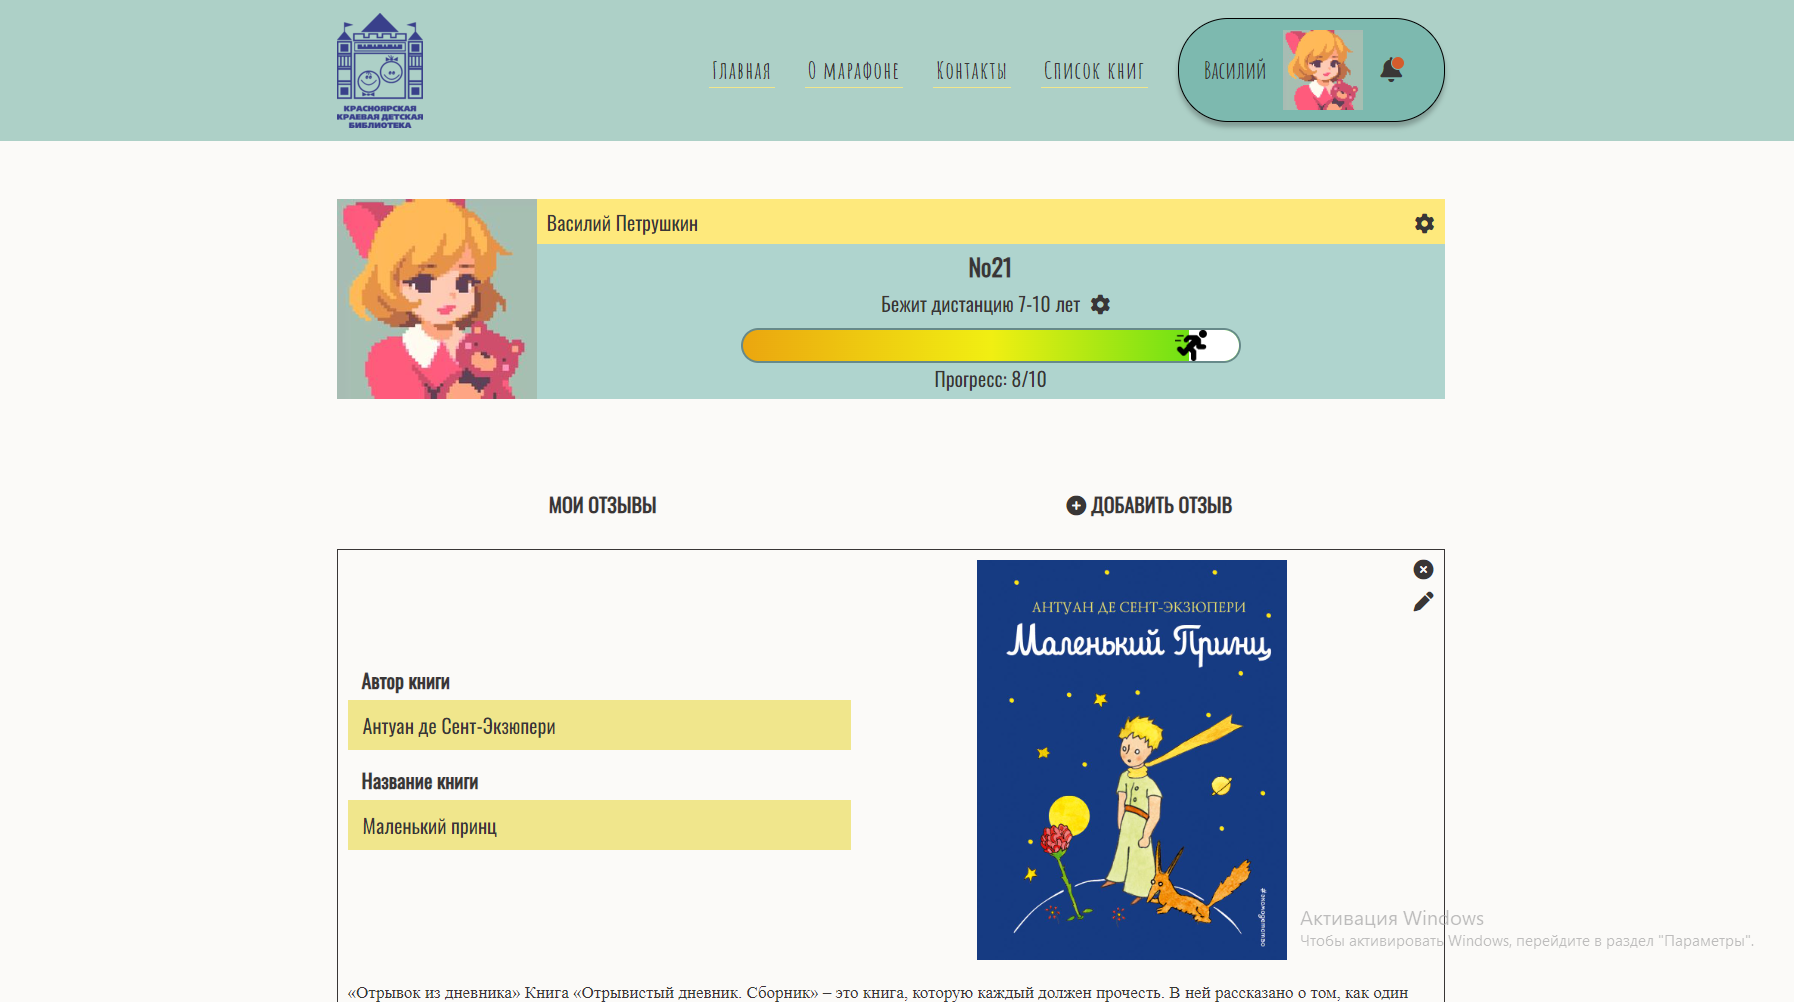 КРАСНОЯРСКАЯ
КРАЕВАЯ ДЕТСКАЯ
БИБЛИОТЕКА
Главная
О марафоне
Контакты
Список книг
Василий
Василий Петрушкин
№21
Бежит дистанцию 7-10 лет
Прогресс: 8/10
МОИ ОТЗЫВЫ
ДОБАВИТЬ ОТЗЫВ
АНТУАН ДЕ СЕНТ-ЭКЗЮПЕРИ
Маленький Принц
Автор книги
Антуан де Сент-Экзюпери
Название книги
Маленький принц
#эксмодетство
Активация Windows
Чтобы активировать Windows, перейдите в раздел "Параметры".
«Отрывок из дневника» Книга «Отрывистый дневник. Сборник» – это книга, которую каждый должен прочесть. В ней рассказано о том, как один